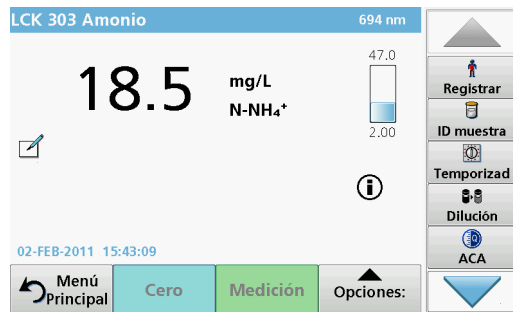 LCK 303 Amonio 694 nm
47.0
18.5 mg/L
N-NH₄⁺
2.00
02-FEB-2011 15:43:09
Menú
Principal
Cero
Medición
Opciones:
Registrar
ID muestra
Temporizad
Dilución
ACA